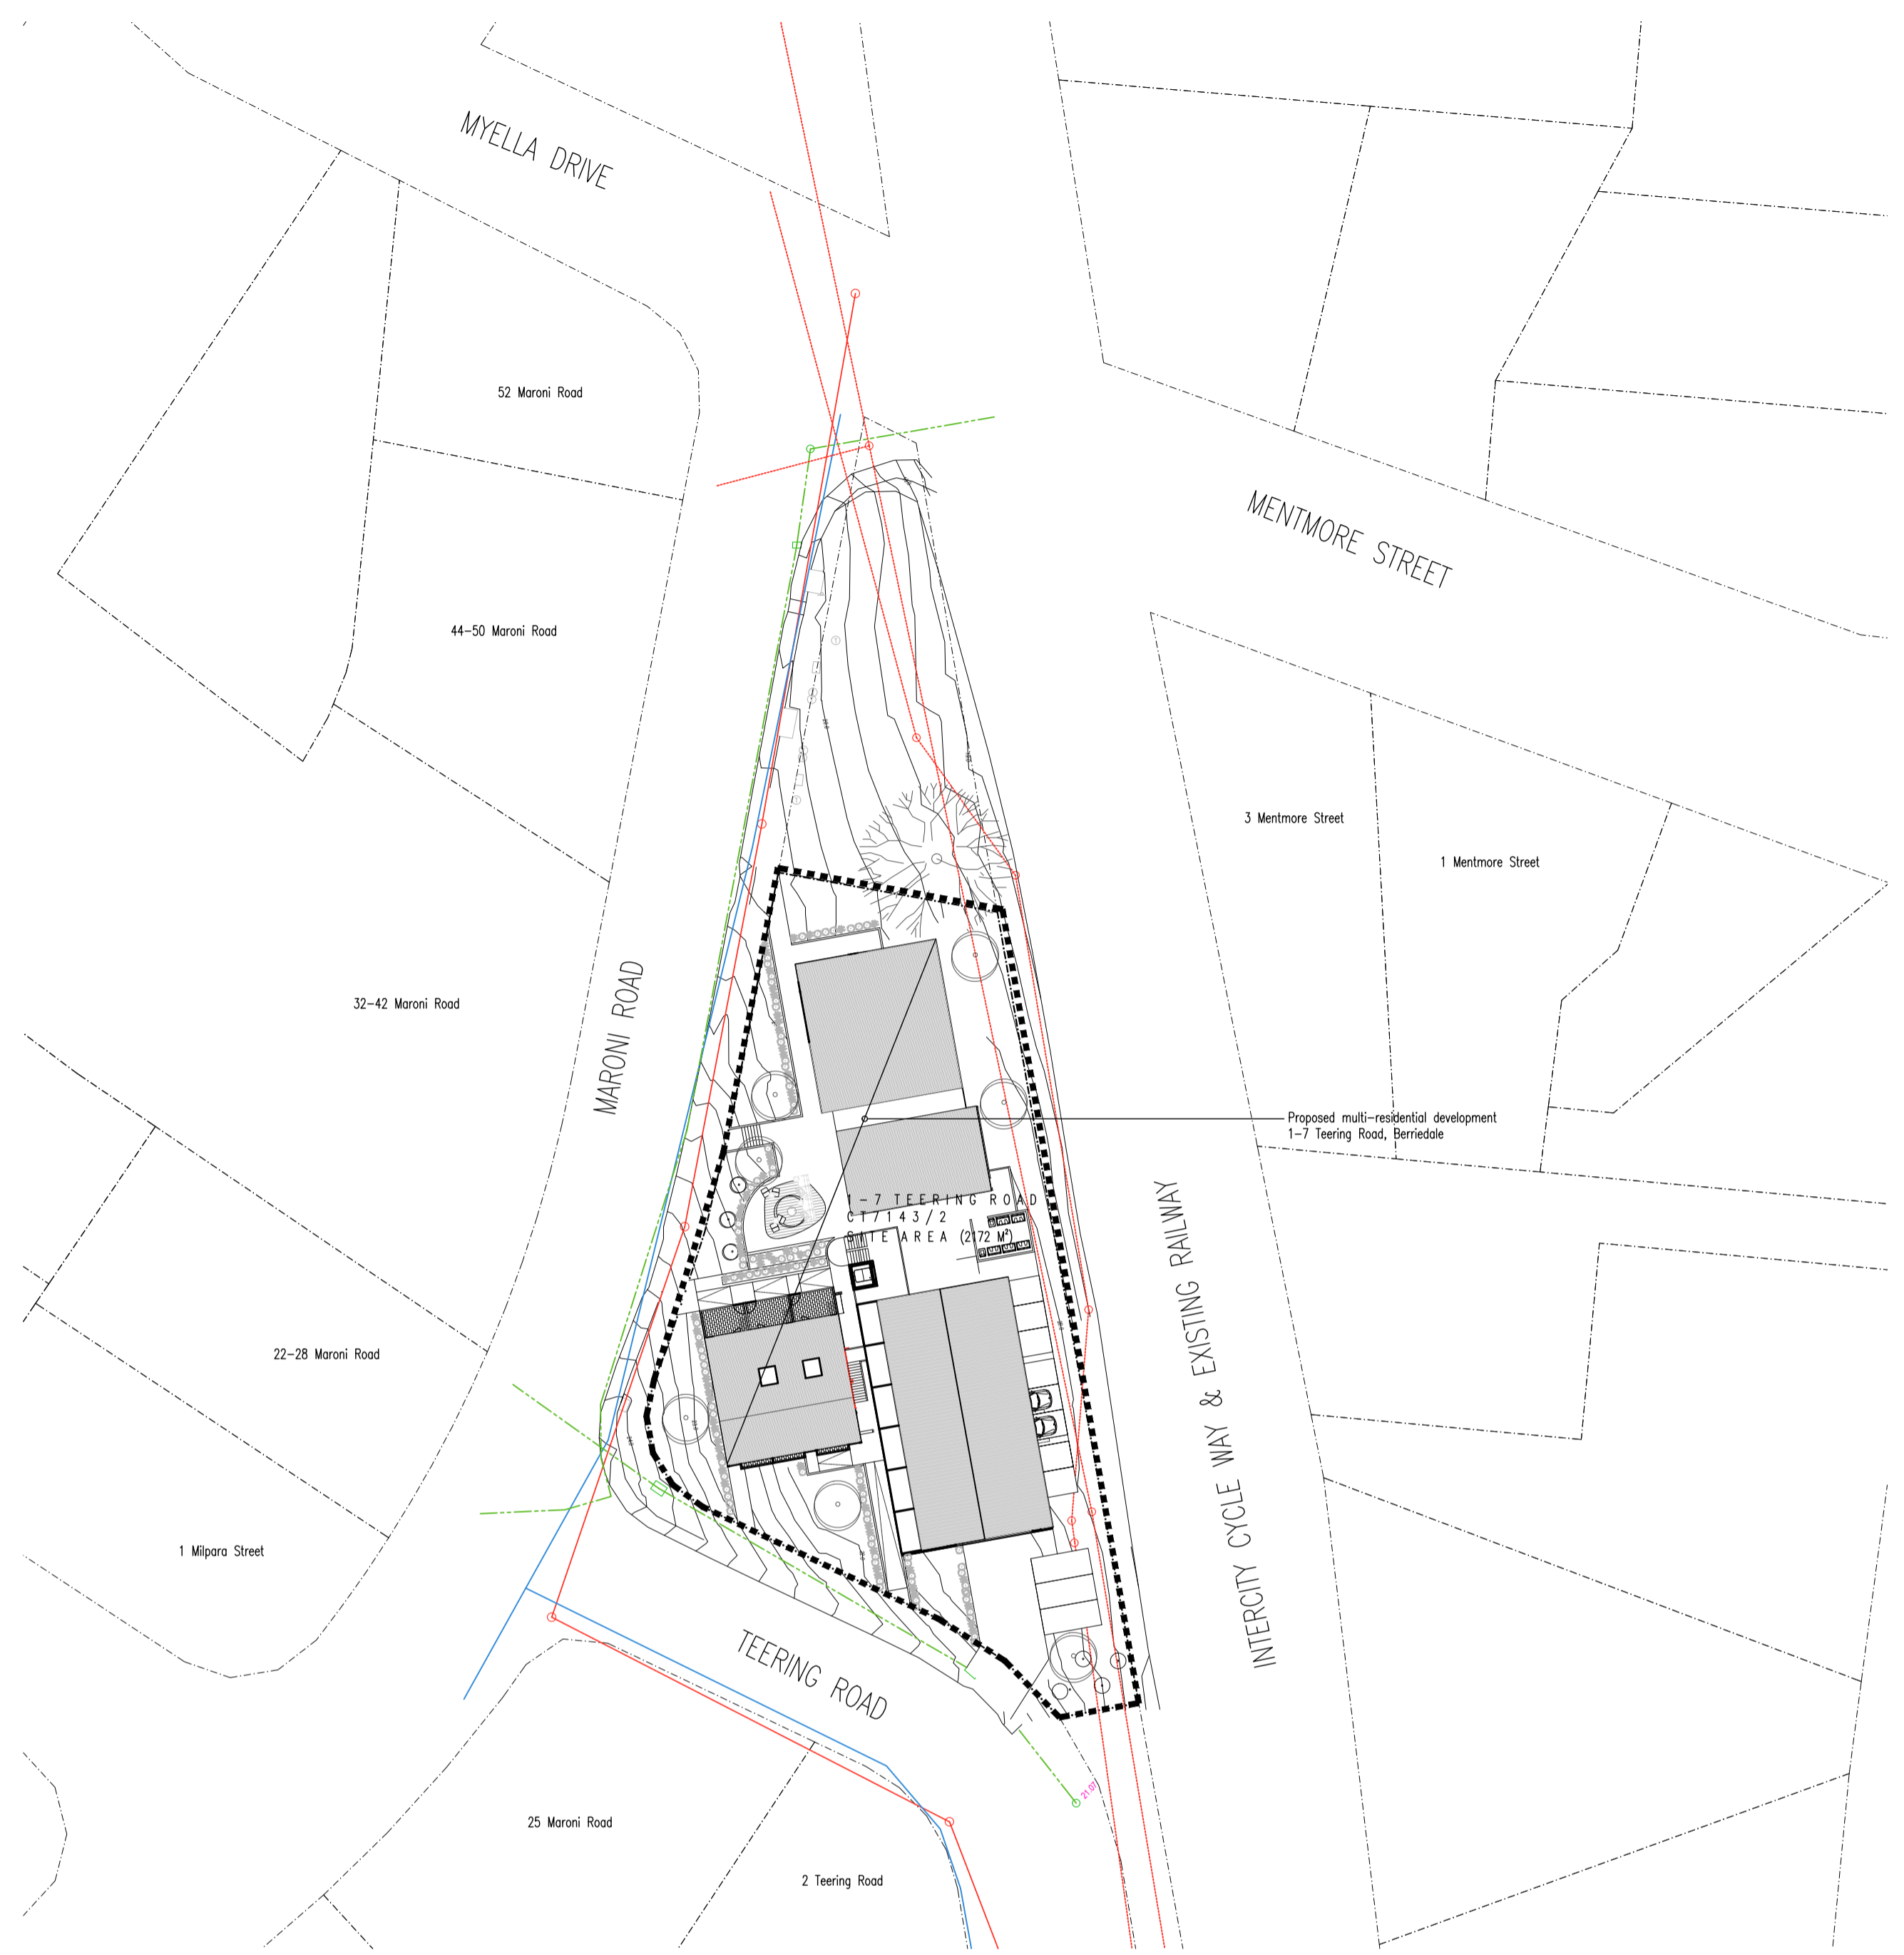 MYELLA DRIVE
52 Maroni Road
MENTMORE STREET
44-50 Maroni Road
3 Mentmore Street
1 Mentmore Street
32-42 Maroni Road
MARONI ROAD
Proposed multi-residential development
1-7 Teering Road, Berriedale
1-7 TEERING ROAD
CT7143/2
SITE AREA (2172 M²)
INTERCITY CYCLE WAY & EXISTING RAILWAY
22-28 Maroni Road
1 Milpara Street
TEERING ROAD
21.07
25 Maroni Road
2 Teering Road